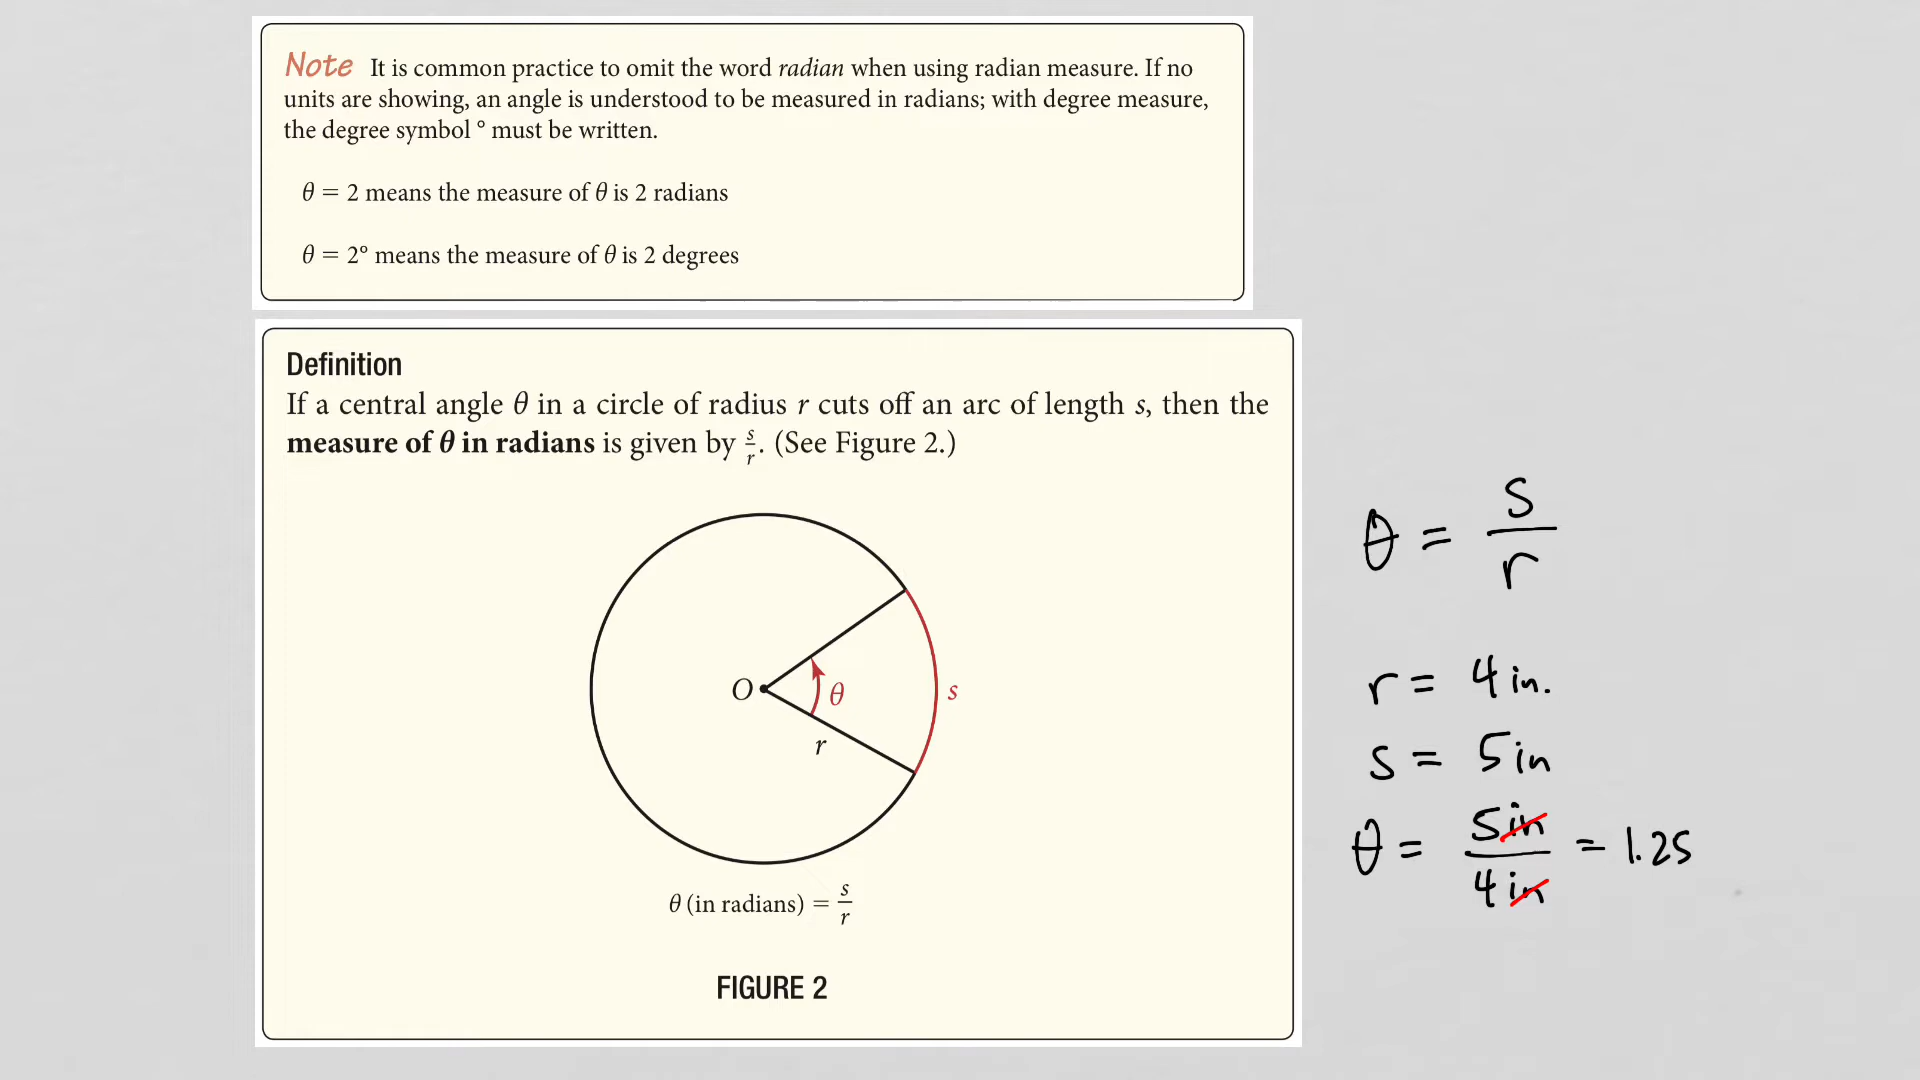 Note It is common practice to omit the word radian when using radian measure. If no
units are showing, an angle is understood to be measured in radians; with degree measure,
the degree symbol ° must be written.
θ = 2 means the measure of θ is 2 radians
θ = 2° means the measure of θ is 2 degrees
Definition
If a central angle θ in a circle of radius r cuts off an arc of length s, then the
measure of θ in radians is given by s/r. (See Figure 2.)
O
θ
s
r
θ (in radians) = s/r
FIGURE 2
θ = s/r
r = 4 in.
s = 5 in
θ = 5 in/4 in = 1.25